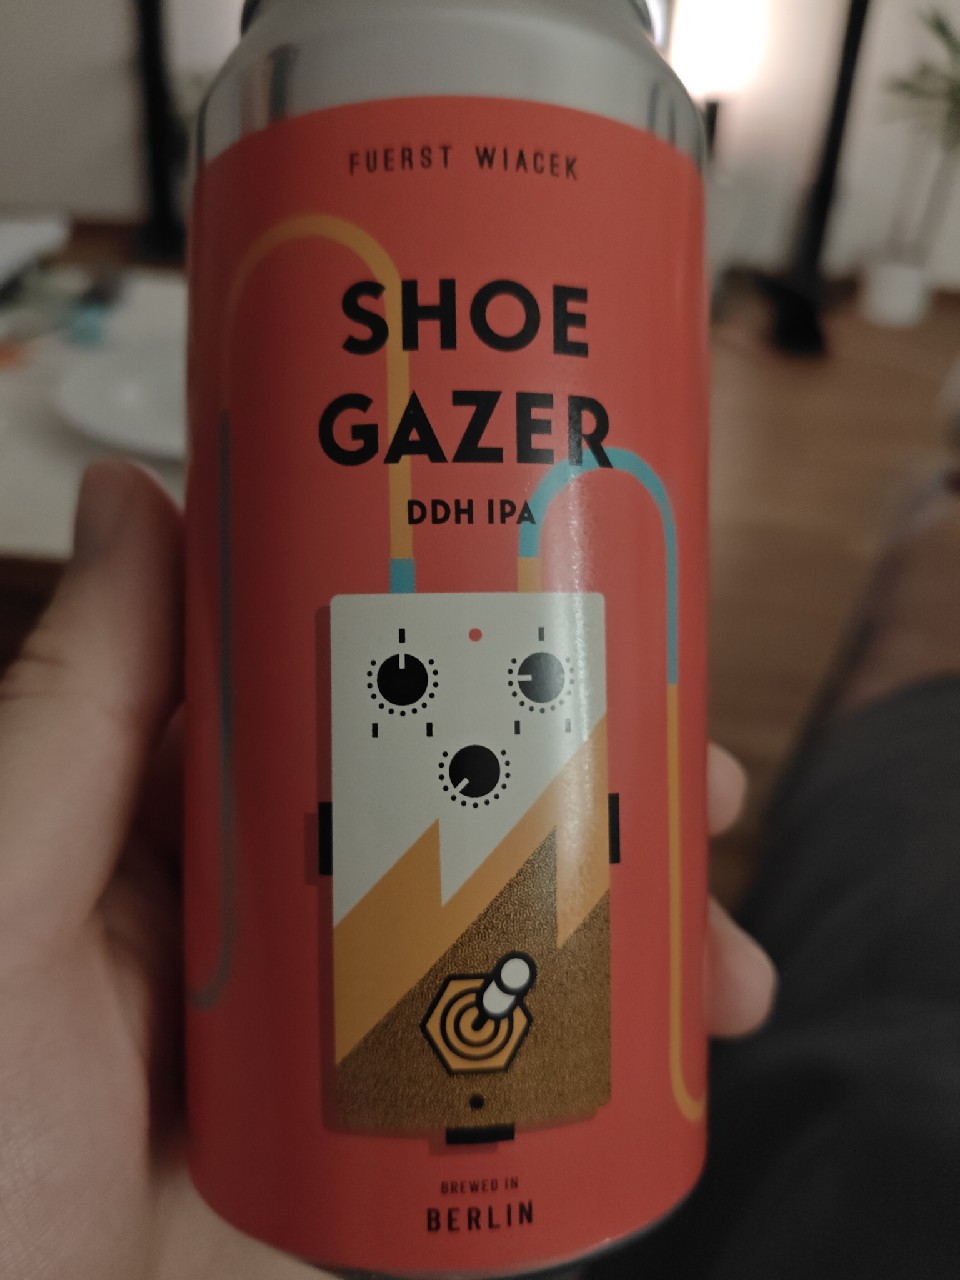 FUERST WIACEK
SHOE
GAZER
DDH IPA
BREWED IN
BERLIN